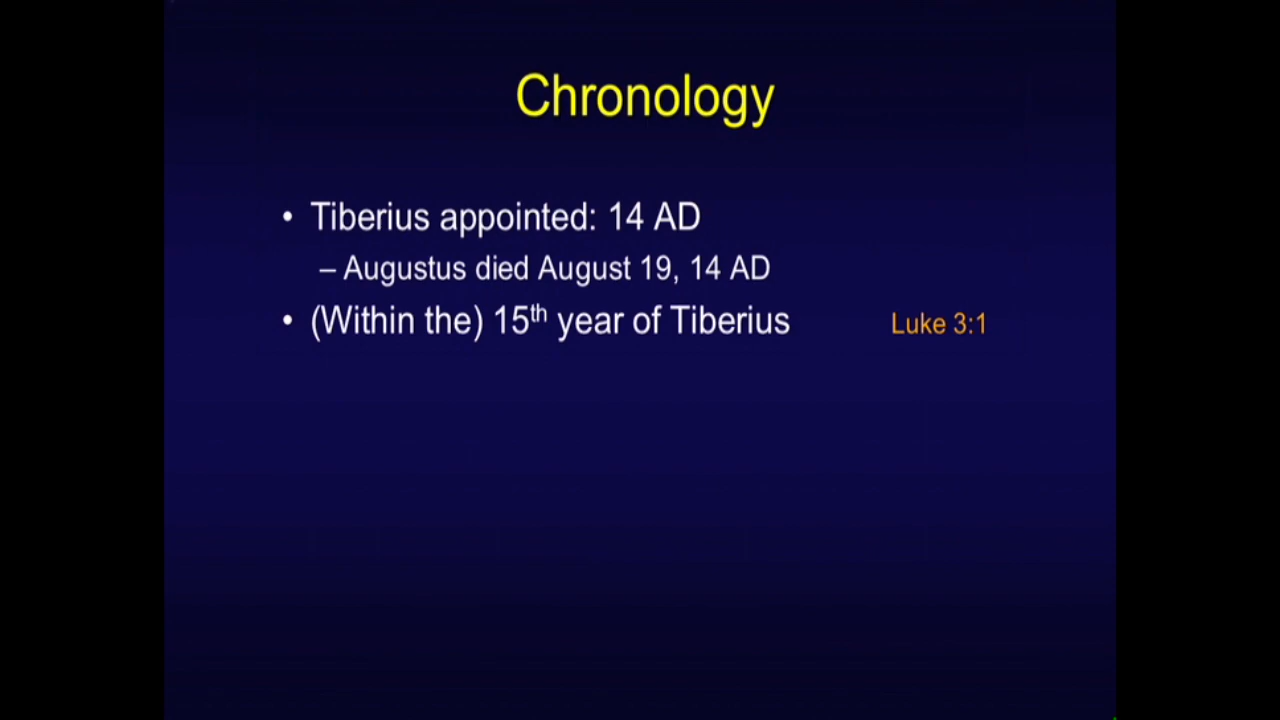 Chronology
• Tiberius appointed: 14 AD
– Augustus died August 19, 14 AD
• (Within the) 15th year of Tiberius Luke 3:1